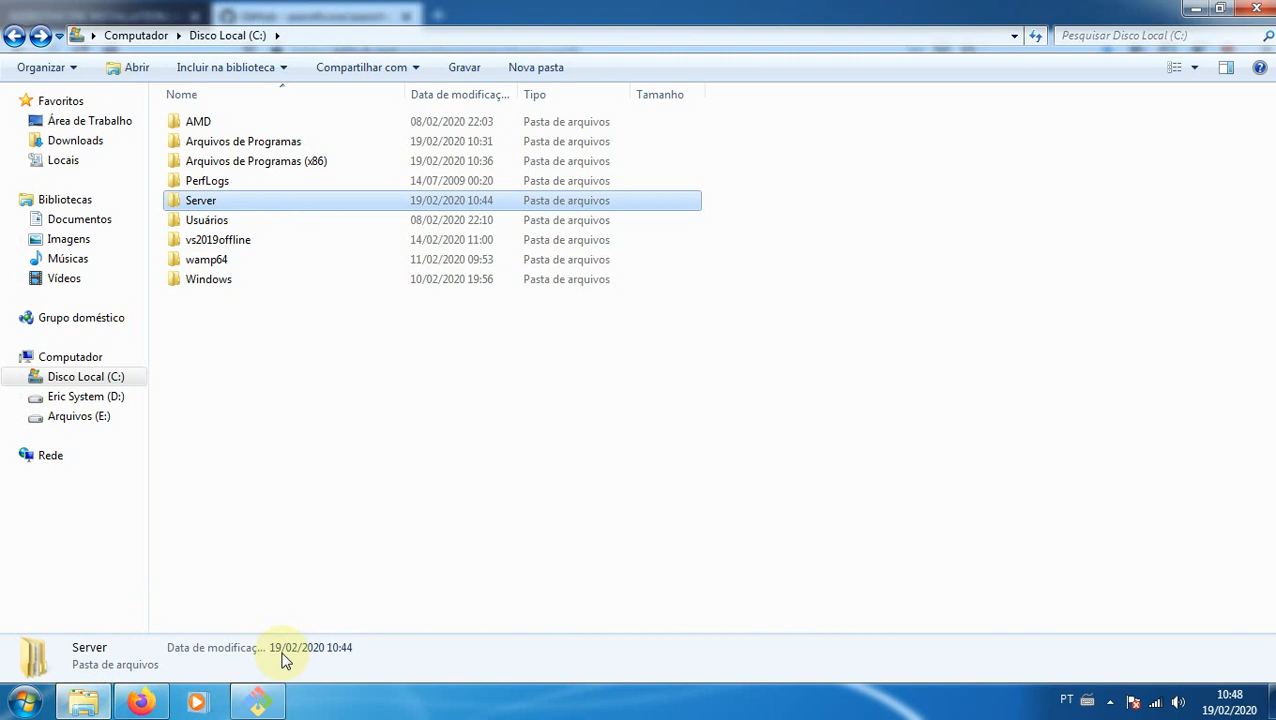 Computador
Disco Local (C:)
Pesquisar Disco Local (C:)
Organizar
Abrir
Incluir na biblioteca
Compartilhar com
Gravar
Nova pasta
Nome
Data de modificaç...
Tipo
Tamanho
Favoritos
Área de Trabalho
Downloads
Locais
Bibliotecas
Documentos
Imagens
Músicas
Vídeos
Grupo doméstico
Computador
Disco Local (C:)
Eric System (D:)
Arquivos (E:)
Rede
AMD 08/02/2020 22:03 Pasta de arquivos
Arquivos de Programas 19/02/2020 10:31 Pasta de arquivos
Arquivos de Programas (x86) 19/02/2020 10:36 Pasta de arquivos
PerfLogs 14/07/2009 00:20 Pasta de arquivos
Server 19/02/2020 10:44 Pasta de arquivos
Usuários 08/02/2020 22:10 Pasta de arquivos
vs2019offline 14/02/2020 11:00 Pasta de arquivos
wamp64 11/02/2020 09:53 Pasta de arquivos
Windows 10/02/2020 19:56 Pasta de arquivos
Server Data de modificaç... 19/02/2020 10:44
Pasta de arquivos
PT
10:48
19/02/2020